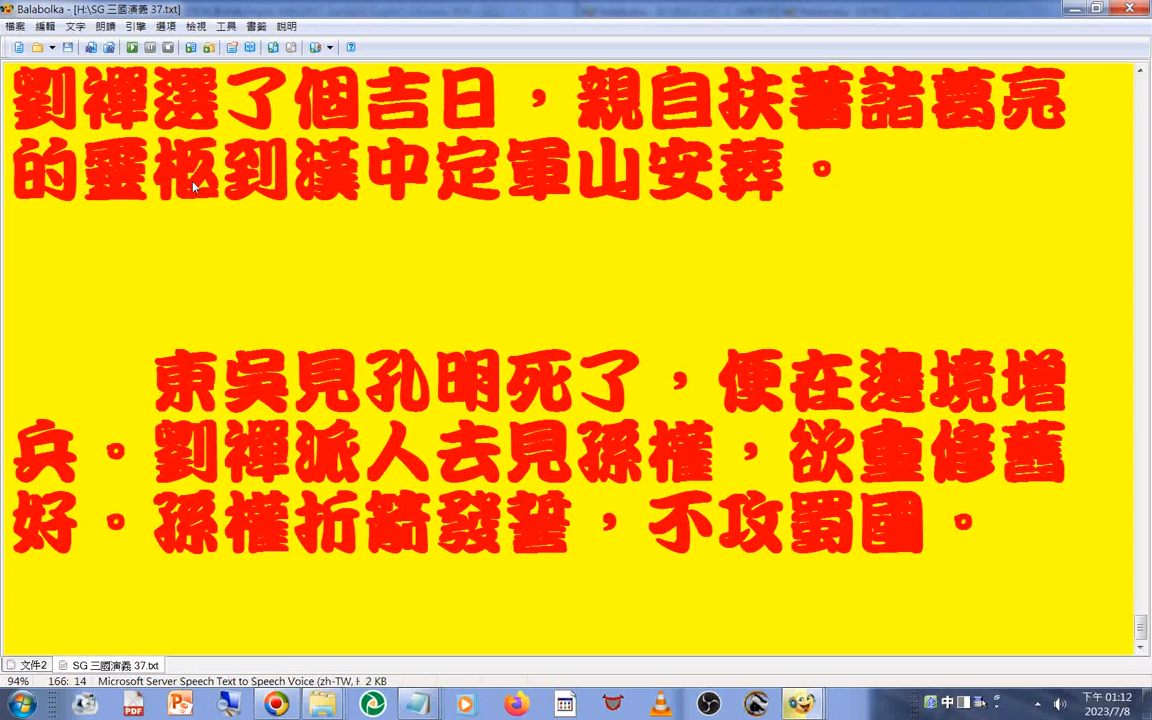 Balabolka - [H:\SG 三國演義 37.txt]
檔案 編輯 文字 朗讀 引擎 選項 檢視 工具 書籤 說明
劉禪選了個吉日，親自扶著諸葛亮
的靈柩到漢中定軍山安葬。
東吳見孔明死了，便在邊境增
兵。劉禪派人去見孫權，欲重修舊
好。孫權折箭發誓，不攻蜀國。
文件2 SG 三國演義 37.txt
94% 166: 14 Microsoft Server Speech Text to Speech Voice (zh-TW, H 2 KB
PDF
中
下午 01:12
2023/7/8